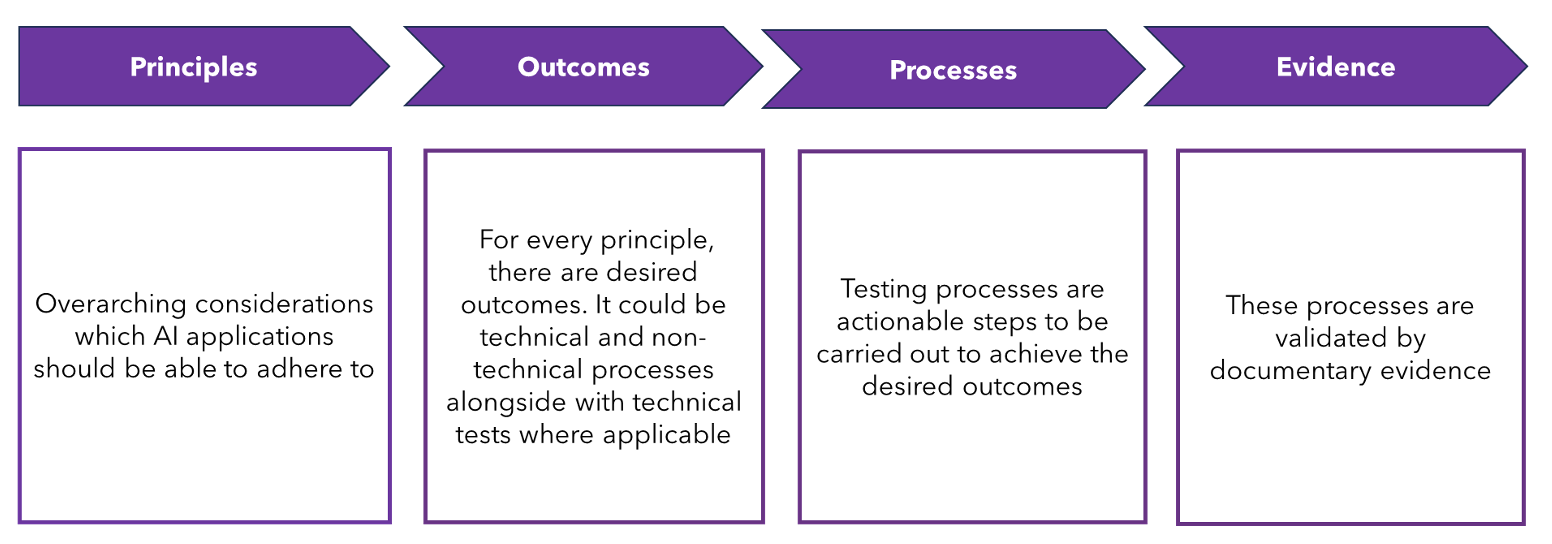 Principles
Outcomes
Processes
Evidence
Overarching considerations
which AI applications
should be able to adhere to
For every principle,
there are desired
outcomes. It could be
technical and non-
technical processes
alongside with technical
tests where applicable
Testing processes are
actionable steps to be
carried out to achieve the
desired outcomes
These processes are
validated by
documentary evidence